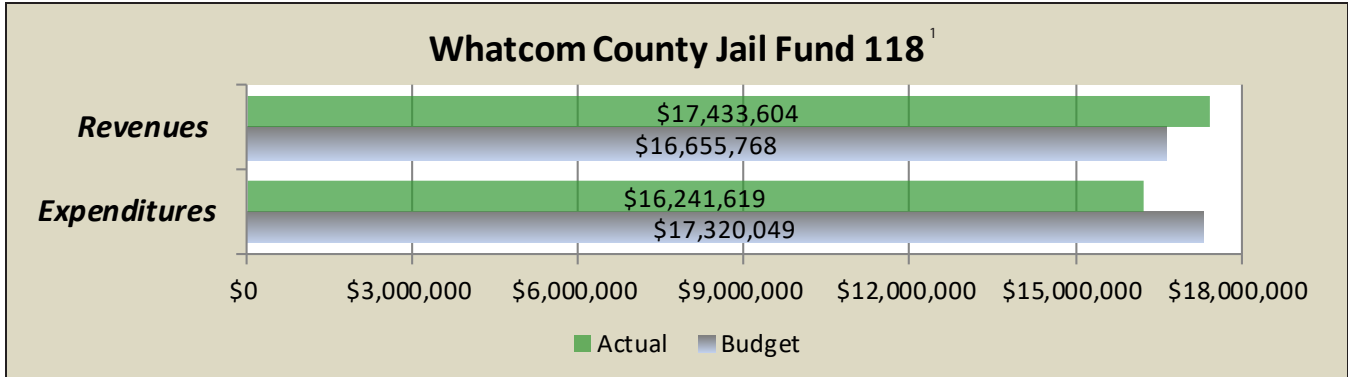 Whatcom County Jail Fund 118 1
Revenues
$17,433,604
$16,655,768
Expenditures
$16,241,619
$17,320,049
$0 $3,000,000 $6,000,000 $9,000,000 $12,000,000 $15,000,000 $18,000,000
Actual Budget